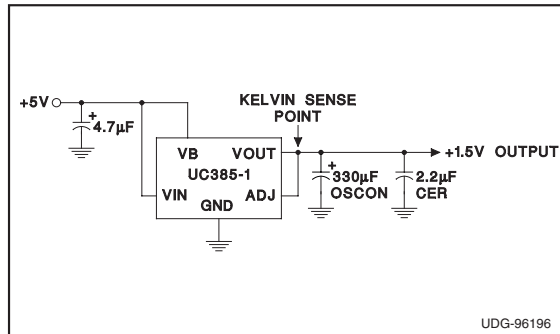 +5V
+
4.7µF
KELVIN SENSE
POINT
VB
VOUT
UC385-1
VIN
ADJ
GND
+
330µF
OSCON
2.2µF
CER
+1.5V OUTPUT
UDG-96196